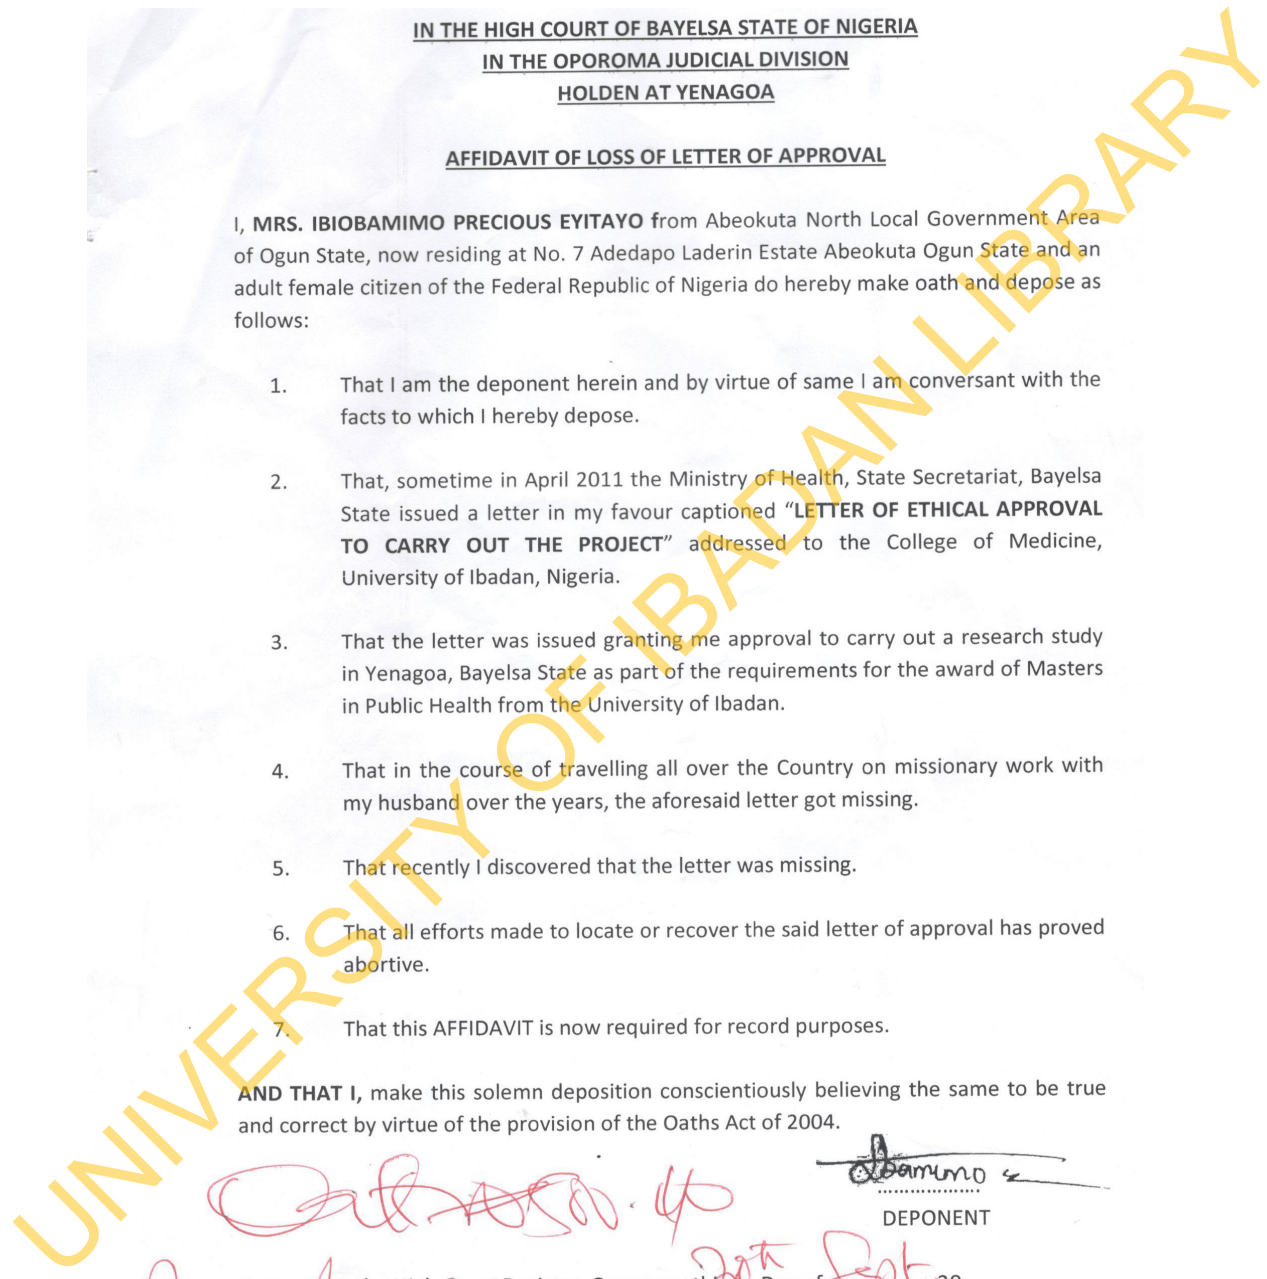 IN THE HIGH COURT OF BAYELSA STATE OF NIGERIA
IN THE OPOROMA JUDICIAL DIVISION
HOLDEN AT YENAGOA
AFFIDAVIT OF LOSS OF LETTER OF APPROVAL
I, MRS. IBIOBAMIMO PRECIOUS EYITAYO from Abeokuta North Local Government Area
of Ogun State, now residing at No. 7 Adedapo Laderin Estate Abeokuta Ogun State and an
adult female citizen of the Federal Republic of Nigeria do hereby make oath and depose as
follows:
1. That I am the deponent herein and by virtue of same I am conversant with the
facts to which I hereby depose.
2. That, sometime in April 2011 the Ministry of Health, State Secretariat, Bayelsa
State issued a letter in my favour captioned “LETTER OF ETHICAL APPROVAL
TO CARRY OUT THE PROJECT” addressed to the College of Medicine,
University of Ibadan, Nigeria.
3. That the letter was issued granting me approval to carry out a research study
in Yenagoa, Bayelsa State as part of the requirements for the award of Masters
in Public Health from the University of Ibadan.
4. That in the course of travelling all over the Country on missionary work with
my husband over the years, the aforesaid letter got missing.
5. That recently I discovered that the letter was missing.
6. That all efforts made to locate or recover the said letter of approval has proved
abortive.
7. That this AFFIDAVIT is now required for record purposes.
AND THAT I, make this solemn deposition conscientiously believing the same to be true
and correct by virtue of the provision of the Oaths Act of 2004.
DEPONENT
UNIVERSITY OF IBADAN LIBRARY